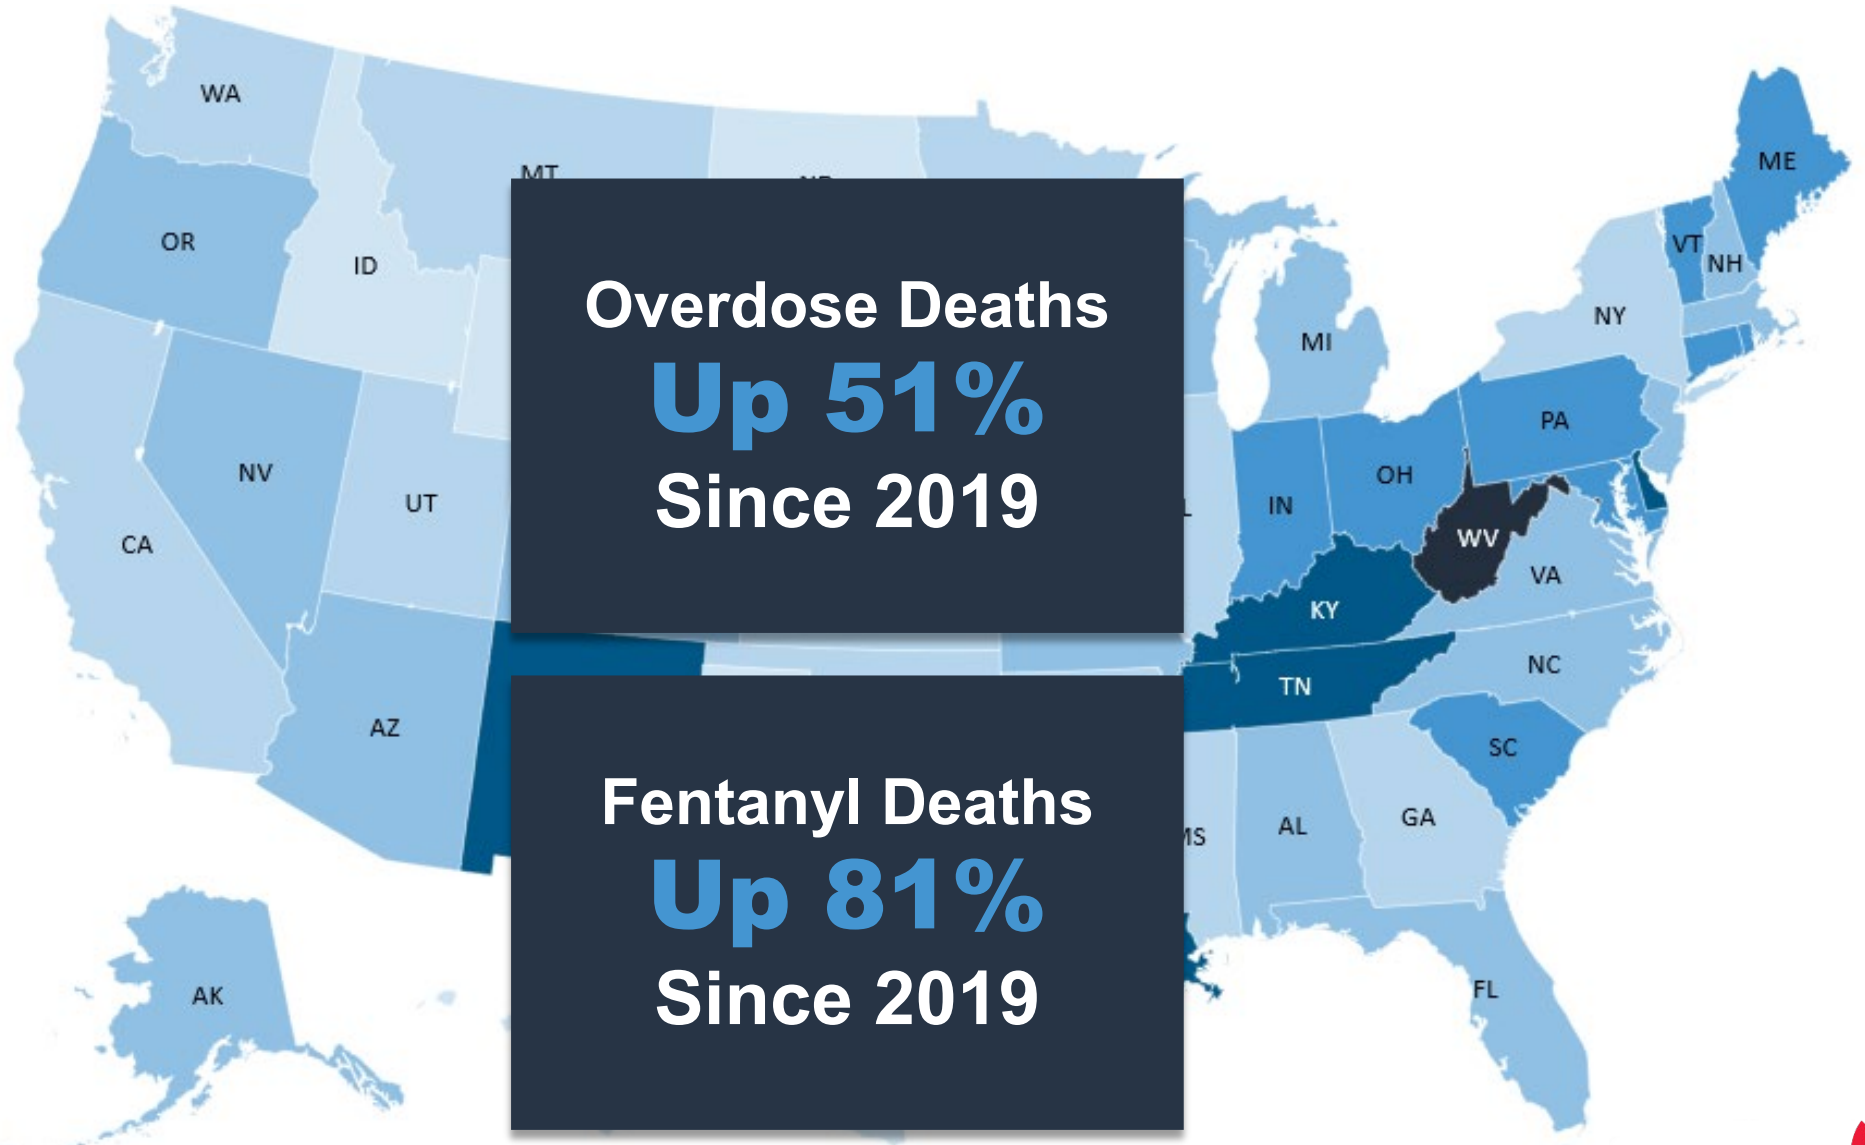 WA
ME
MT
OR
VT
ID
NH
NY
Overdose Deaths
MI
Up 51%
PA
NV
OH
UT
Since 2019
IN
CA
WV
VA
KY
NC
TN
AZ
SC
Fentanyl Deaths
GA
AL
Up 81%
FL
AK
Since 2019